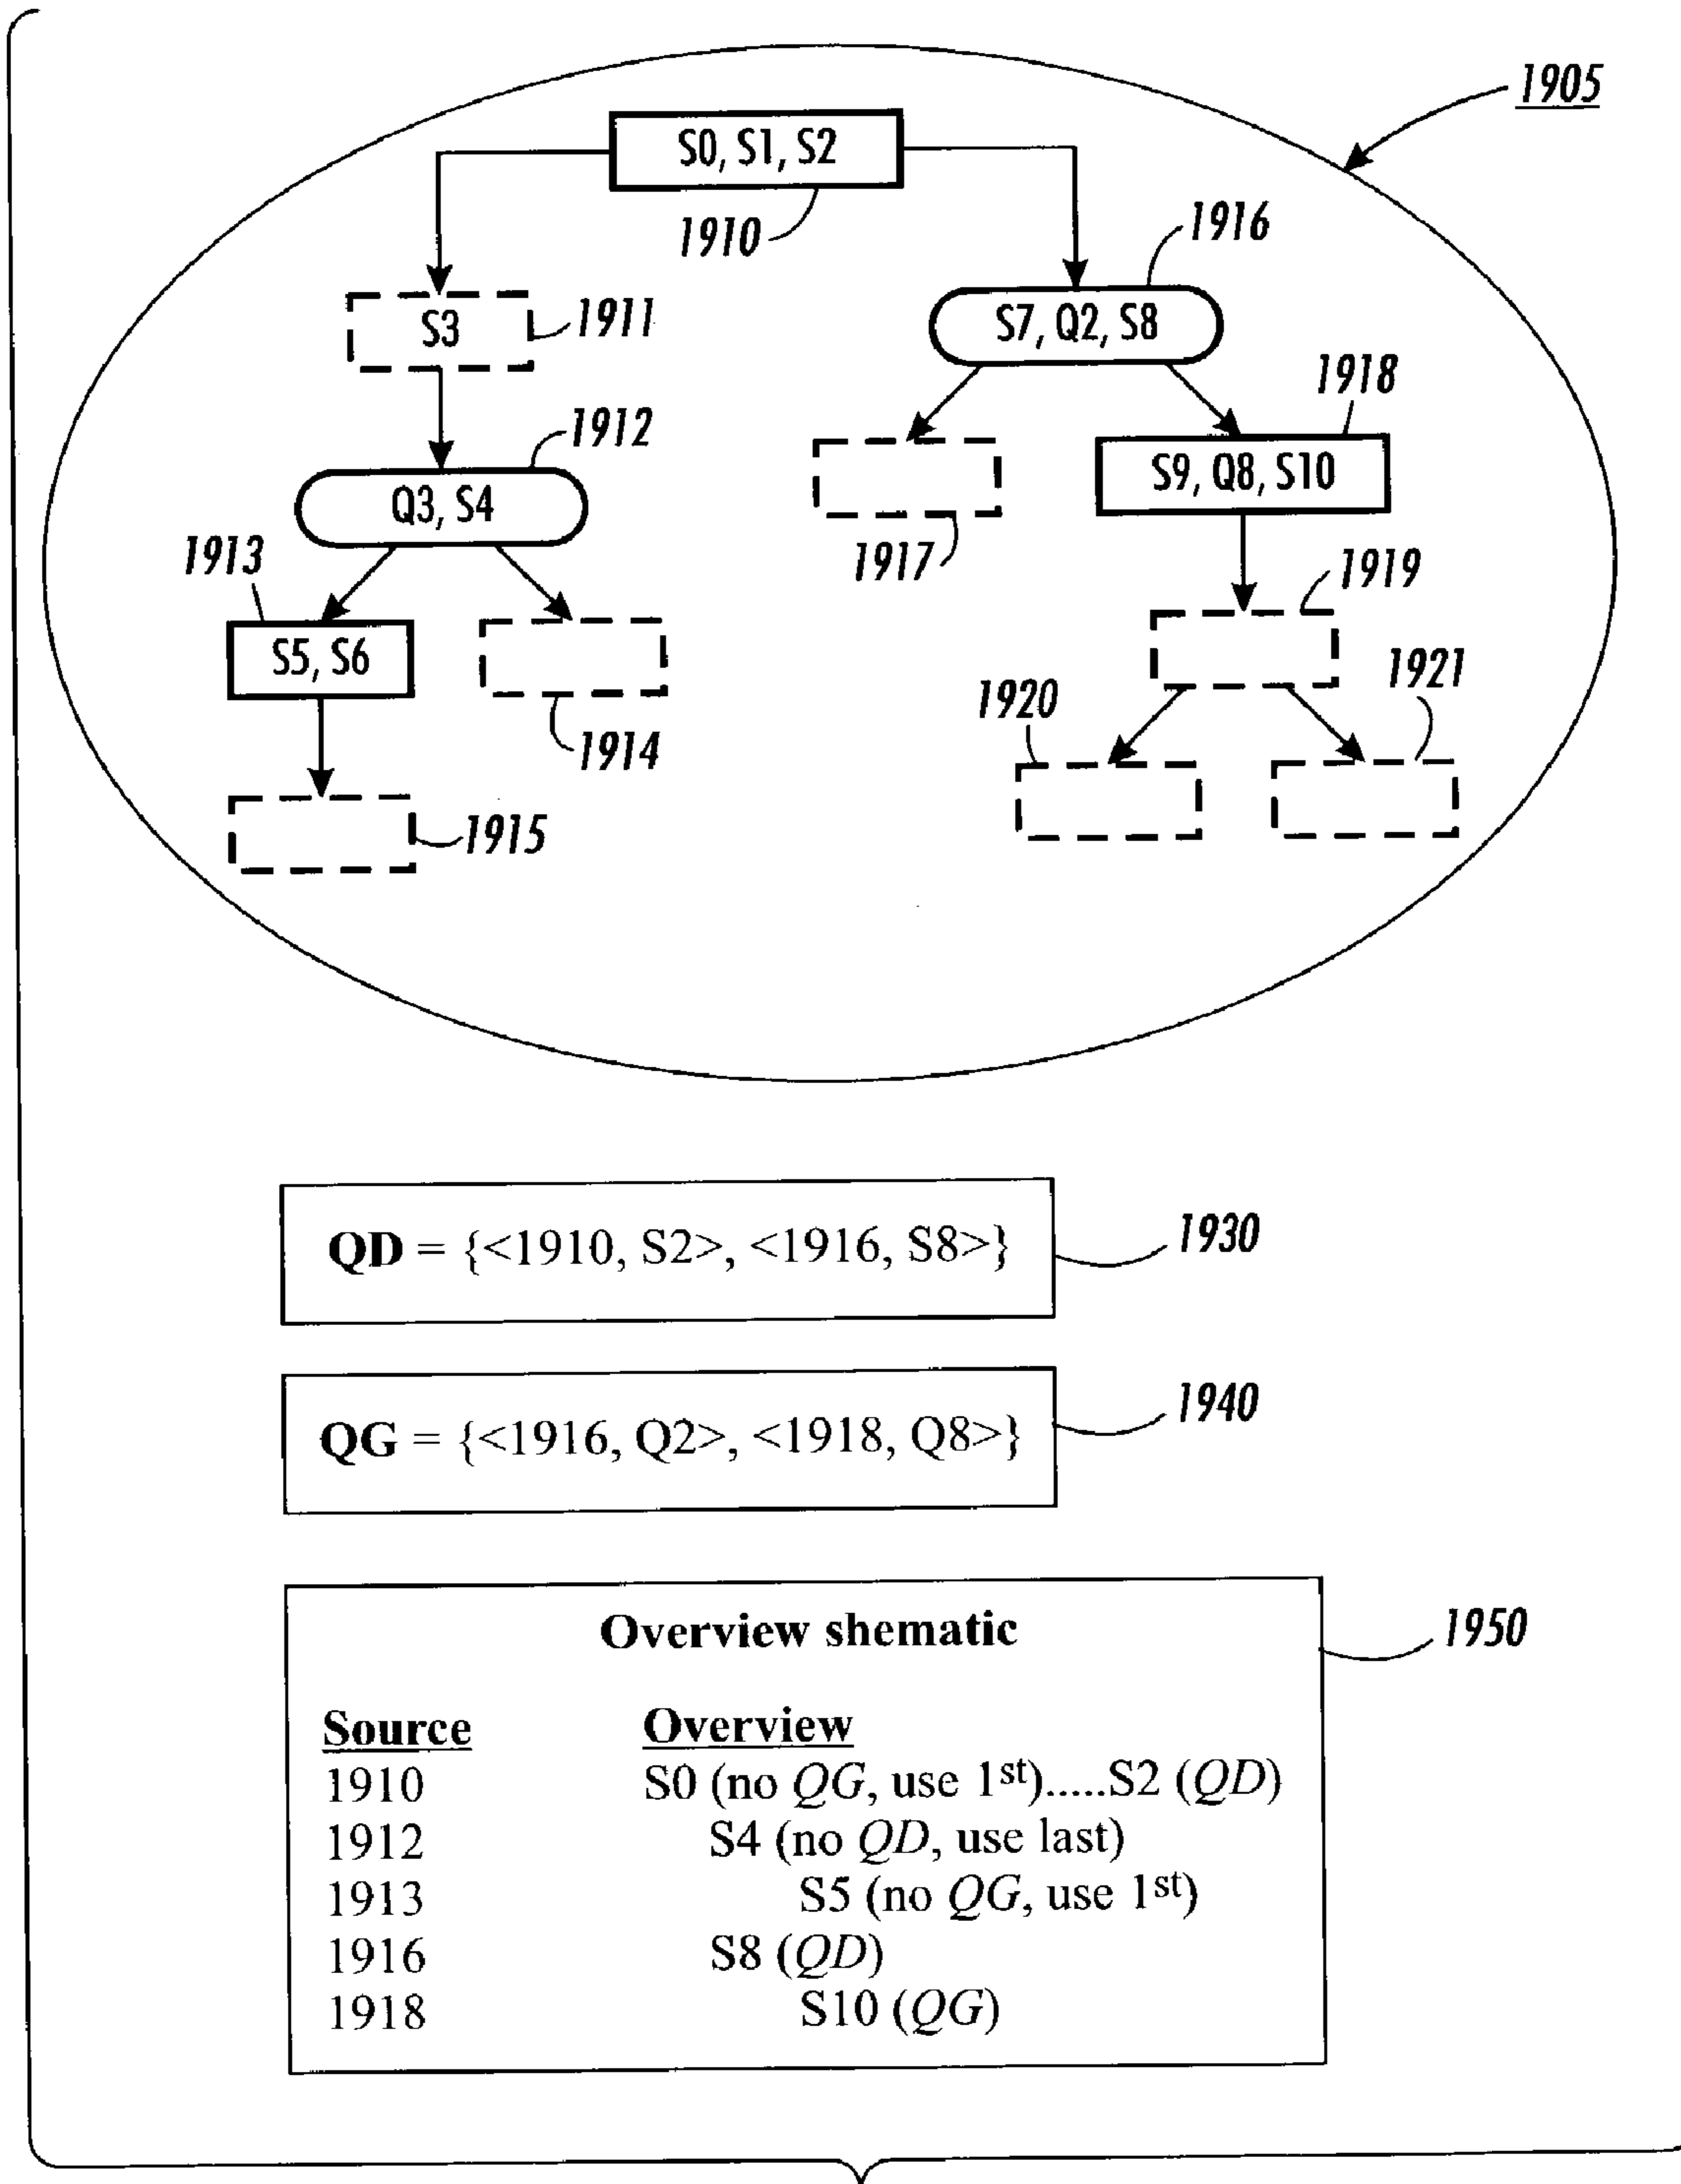 1905
S0, S1, S2
1910
1916
S3
1911
S7, Q2, S8
1918
1912
Q3, S4
S9, Q8, S10
1917
1913
1919
S5, S6
1914
1920
1921
1915
QD = {<1910, S2>, <1916, S8>}
1930
QG = {<1916, Q2>, <1918, Q8>}
1940
Overview shematic
1950
Source Overview
1910 S0 (no QG, use 1st).....S2 (QD)
1912 S4 (no QD, use last)
1913 S5 (no QG, use 1st)
1916 S8 (QD)
1918 S10 (QG)